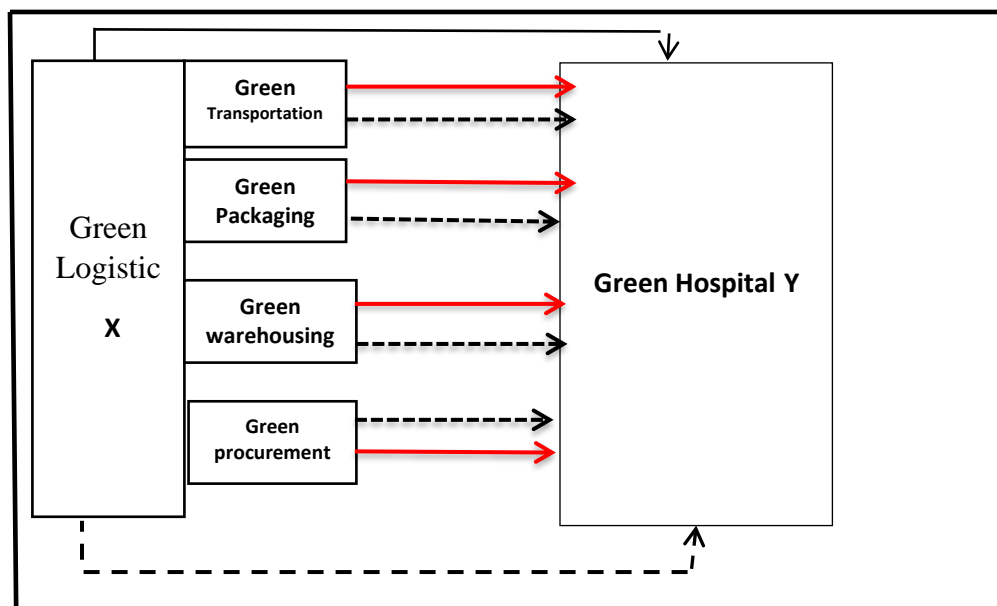 Green
Logistic
X
Green
Transportation
Green
Packaging
Green
warehousing
Green
procurement
Green Hospital Y